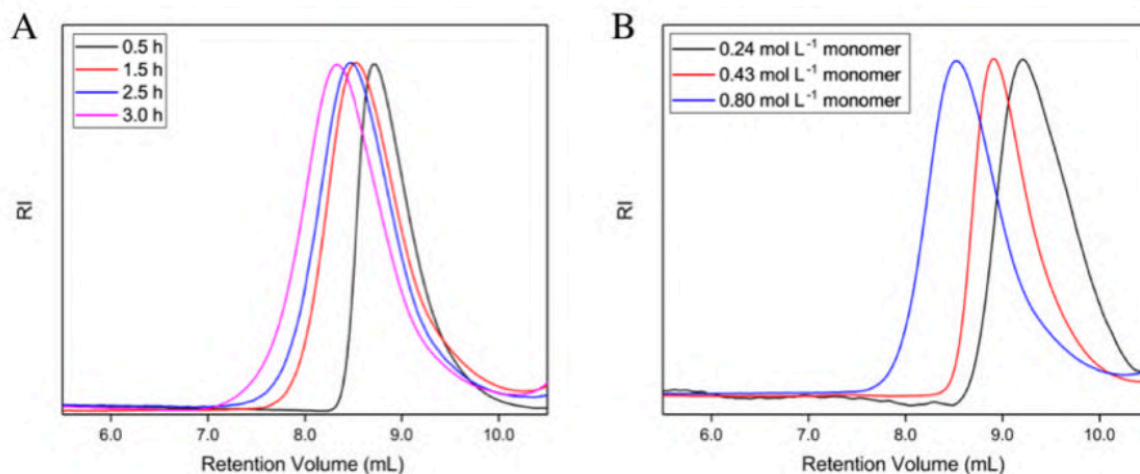 A
0.5 h
1.5 h
2.5 h
3.0 h
RI
6.0 7.0 8.0 9.0 10.0
Retention Volume (mL)
B
0.24 mol L⁻¹ monomer
0.43 mol L⁻¹ monomer
0.80 mol L⁻¹ monomer
RI
6.0 7.0 8.0 9.0 10.0
Retention Volume (mL)